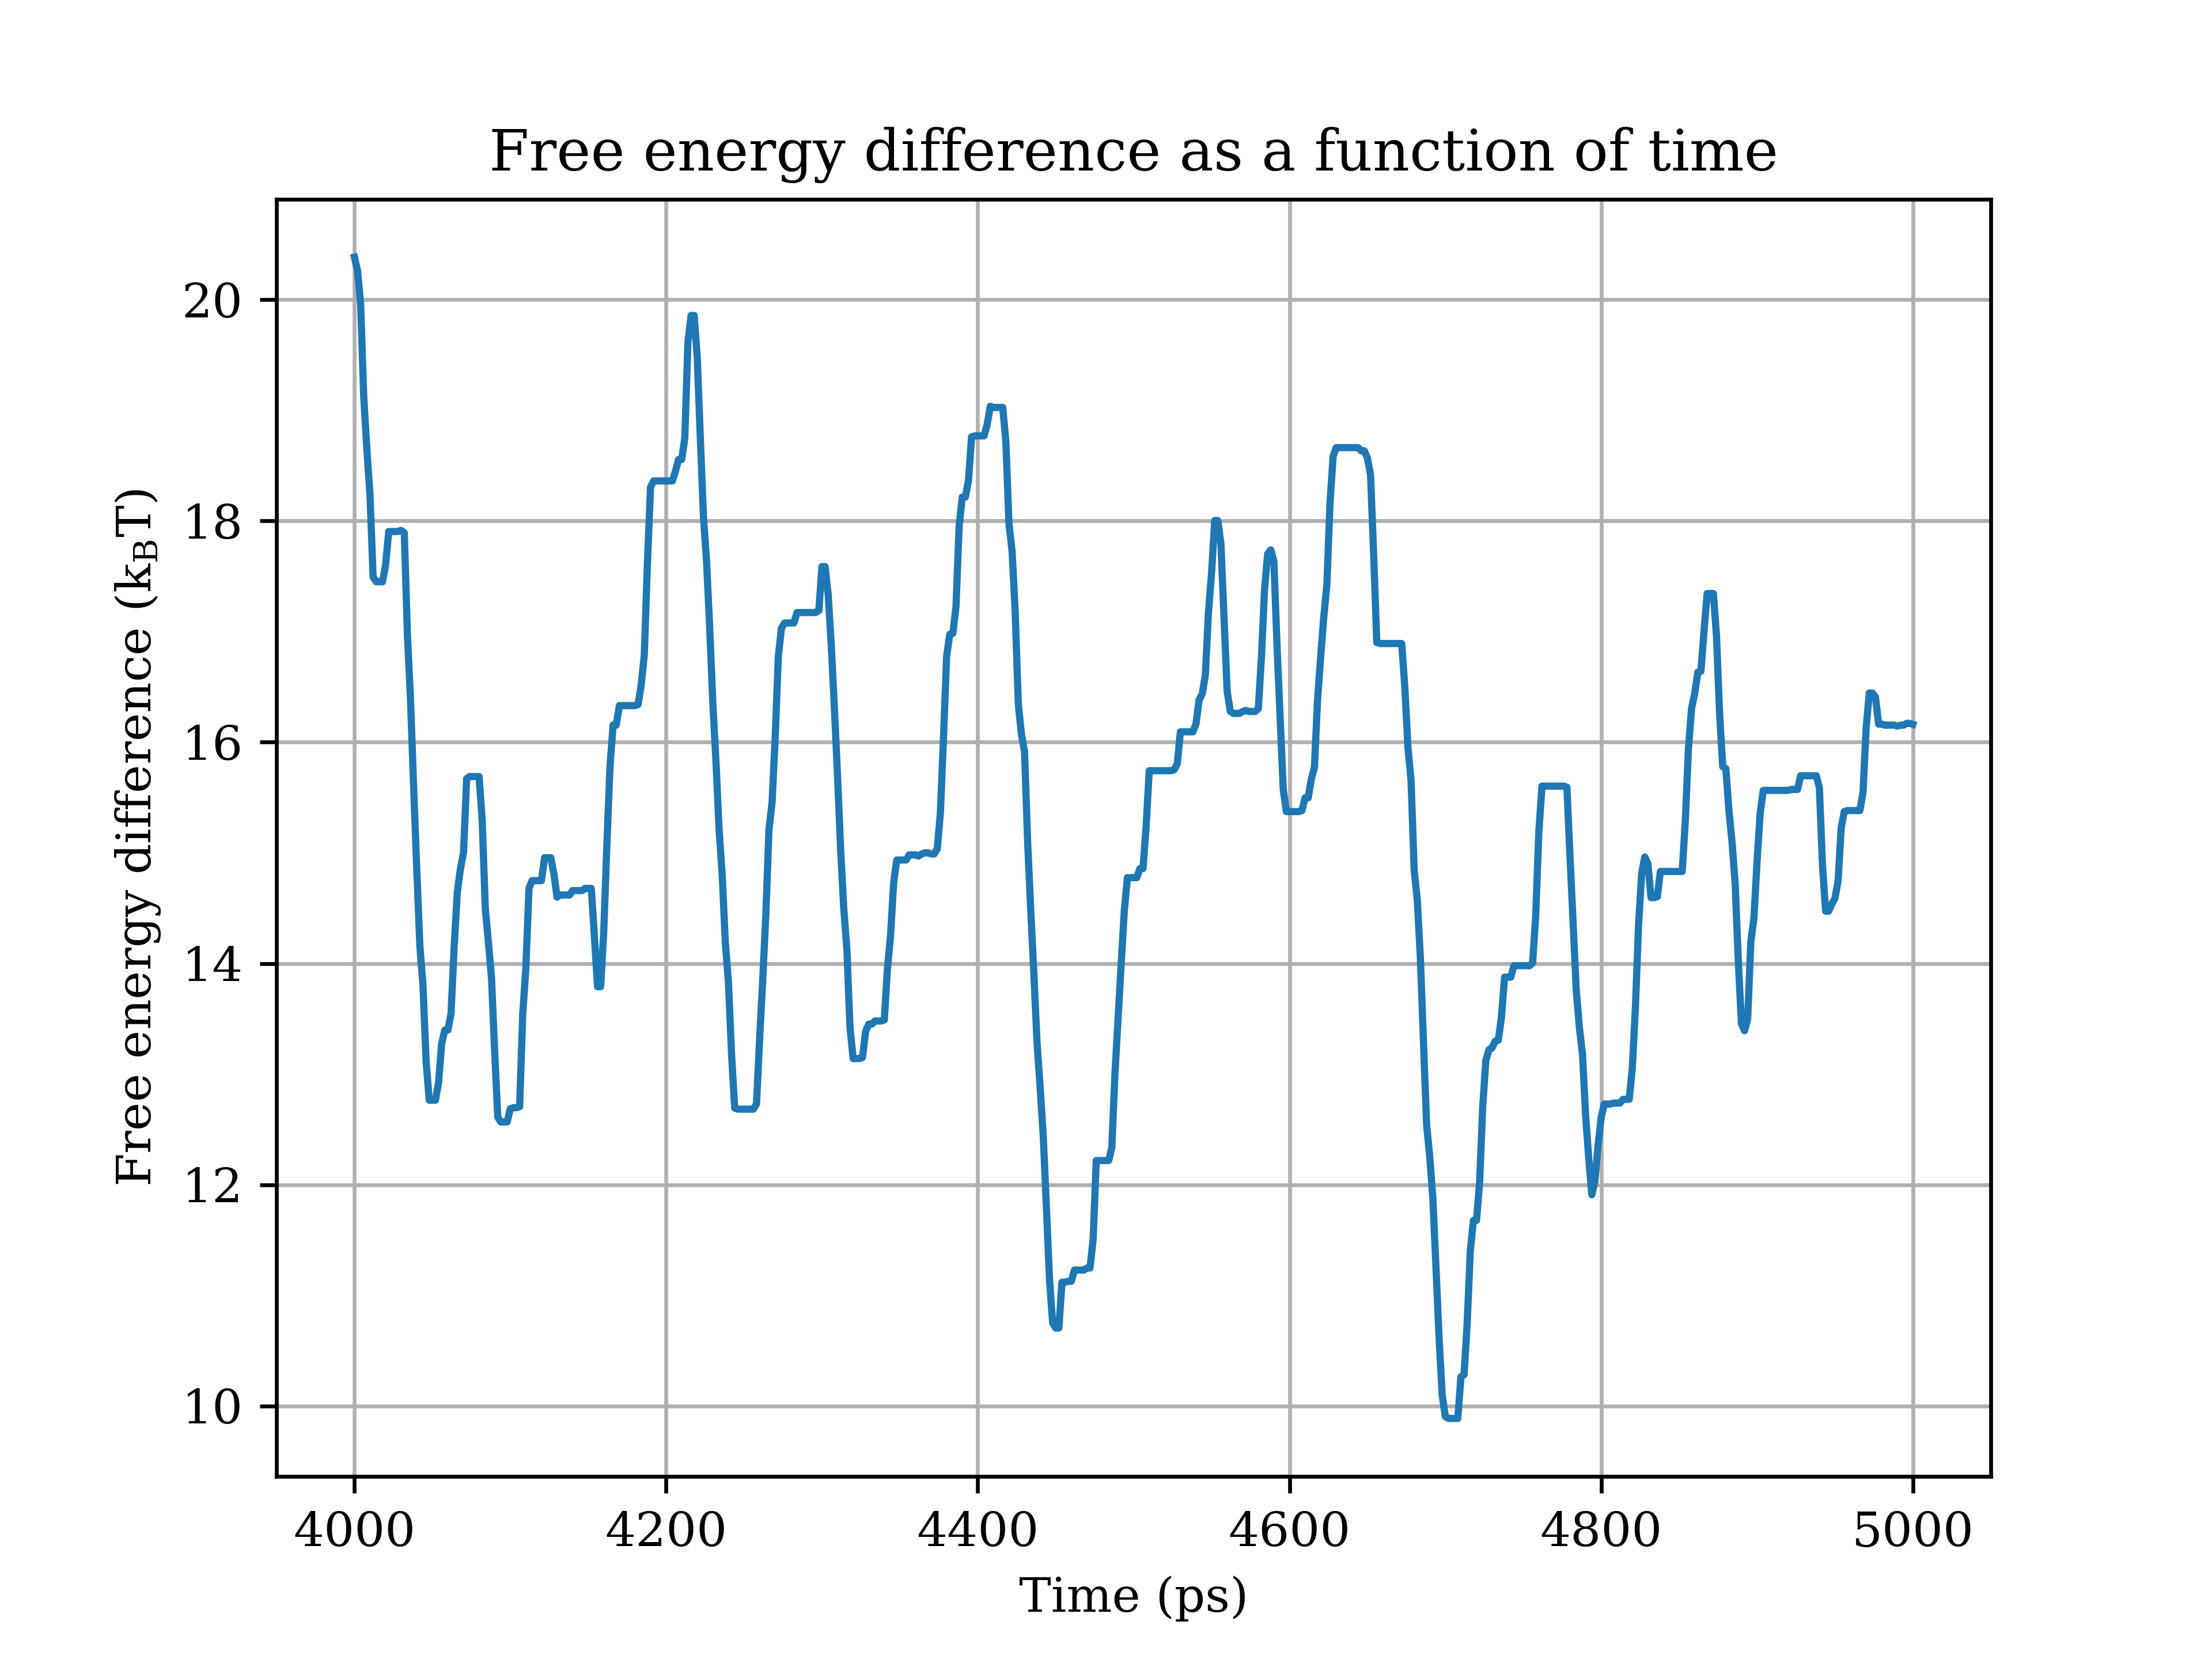 Free energy difference as a function of time
Free energy difference (k_BT)
20
18
16
14
12
10
4000 4200 4400 4600 4800 5000
Time (ps)